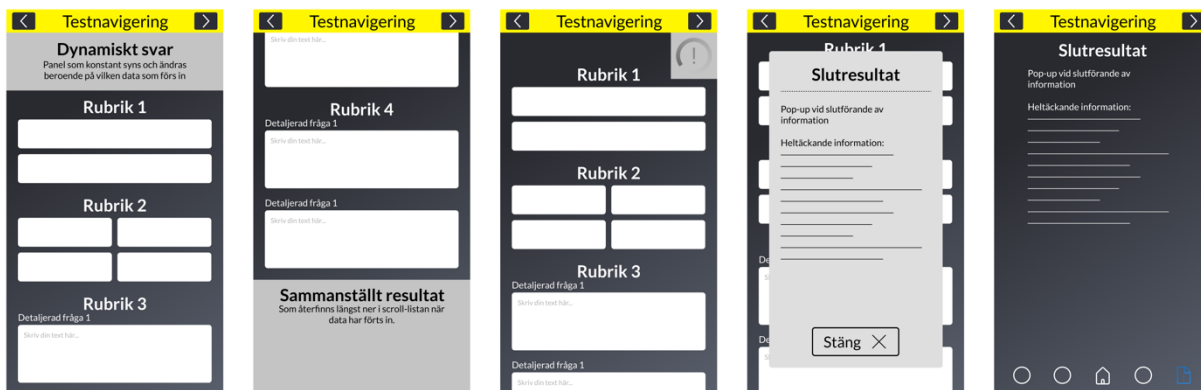 Testnavigering
Dynamiskt svar
Panel som konstant syns och ändras
beroende på vilken data som förs in
Rubrik 1
Rubrik 2
Rubrik 3
Detaljerad fråga 1
Skriv din text här...
Testnavigering
Skriv din text här...
Rubrik 4
Detaljerad fråga 1
Skriv din text här...
Detaljerad fråga 1
Skriv din text här...
Sammanställt resultat
Som återfinns längst ner i scroll-listan när
data har förts in.
Testnavigering
!
Rubrik 1
Rubrik 2
Rubrik 3
Detaljerad fråga 1
Skriv din text här...
Detaljerad fråga 1
Skriv din text här...
Testnavigering
Rubrik 1
Slutresultat
Pop-up vid slutförande av
information
Heltäckande information:
De
De
Stäng
Testnavigering
Slutresultat
Pop-up vid slutförande av
information
Heltäckande information: